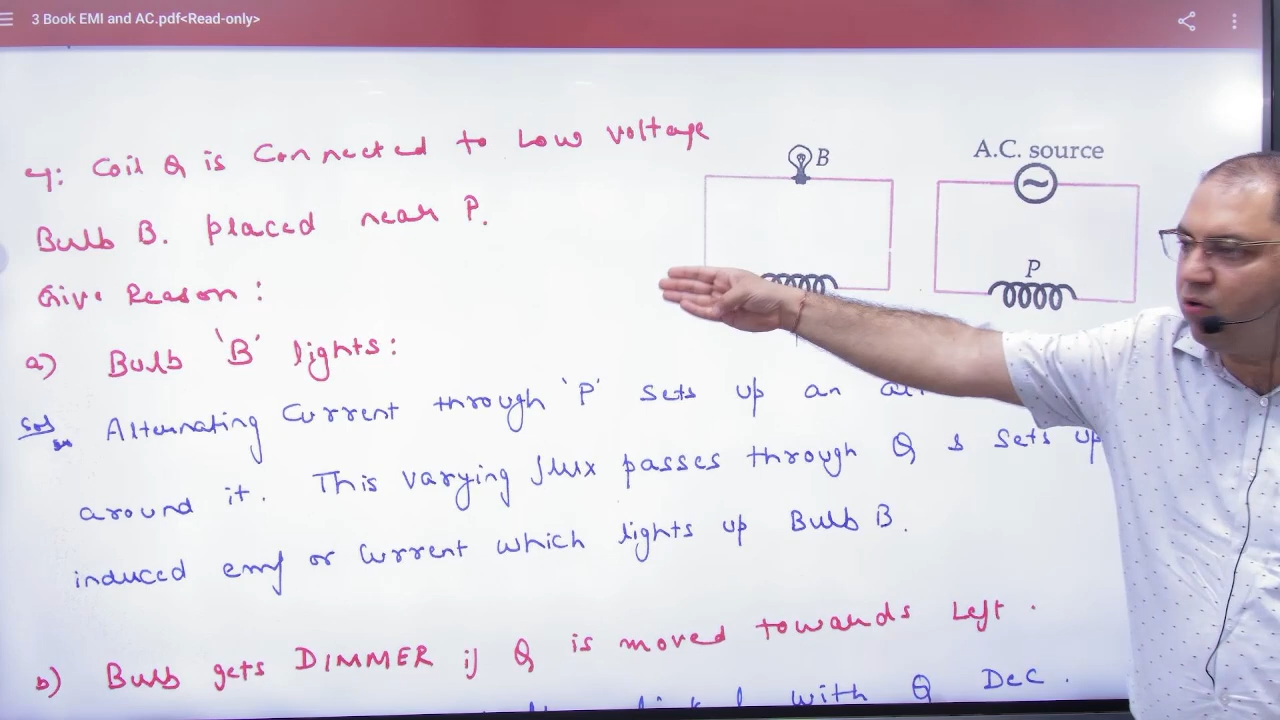 3 Book EMI and AC.pdf<Read-only>
eg: Coil Q is Connected to Low voltage
Bulb B. placed near P.
Give Reason:
B
A.C. source
P
a) Bulb 'B' lights:
Sol Alternating Current through 'P' sets up an
around it. This varying flux passes through Q & sets up
induced emf or Current which lights up Bulb B.
b) Bulb gets DIMMER if Q is moved towards Left.
with Q Dec.